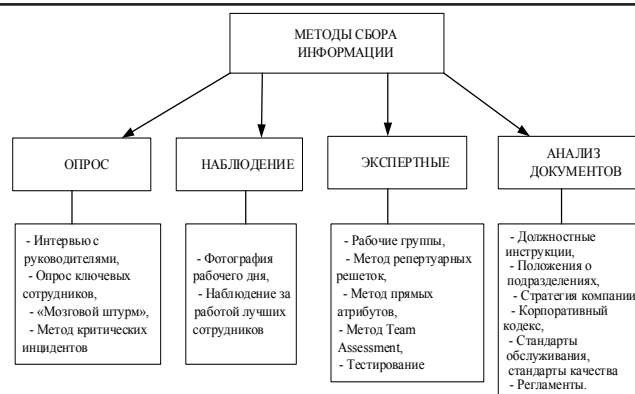 МЕТОДЫ СБОРА
ИНФОРМАЦИИ
ОПРОС
НАБЛЮДЕНИЕ
ЭКСПЕРТНЫЕ
АНАЛИЗ
ДОКУМЕНТОВ
- Интервью с
руководителями,
- Опрос ключевых
сотрудников,
- «Мозговой штурм»,
- Метод критических
инцидентов
- Фотография
рабочего дня,
- Наблюдение за
работой лучших
сотрудников
- Рабочие группы,
- Метод репертуарных
решеток,
- Метод прямых
атрибутов,
- Метод Team
Assessment,
- Тестирование
- Должностные
инструкции,
- Положения о
подразделениях,
- Стратегия компании
- Корпоративный
кодекс,
- Стандарты
обслуживания,
стандарты качества
- Регламенты.